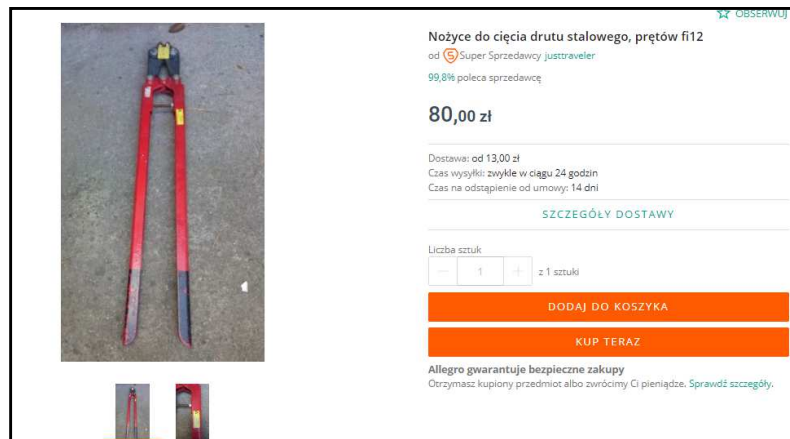 OBSERWUJ
Nożyce do cięcia drutu stalowego, prętów fi12
od S Super Sprzedawcy justtraveler
99,8% poleca sprzedawcę
80,00 zł
Dostawa: od 13,00 zł
Czas wysyłki: zwykle w ciągu 24 godzin
Czas na odstąpienie od umowy: 14 dni
SZCZEGÓŁY DOSTAWY
Liczba sztuk
— 1 + z 1 sztuki
DODAJ DO KOSZYKA
KUP TERAZ
Allegro gwarantuje bezpieczne zakupy
Otrzymasz kupiony przedmiot albo zwrócimy Ci pieniądze. Sprawdź szczegóły.